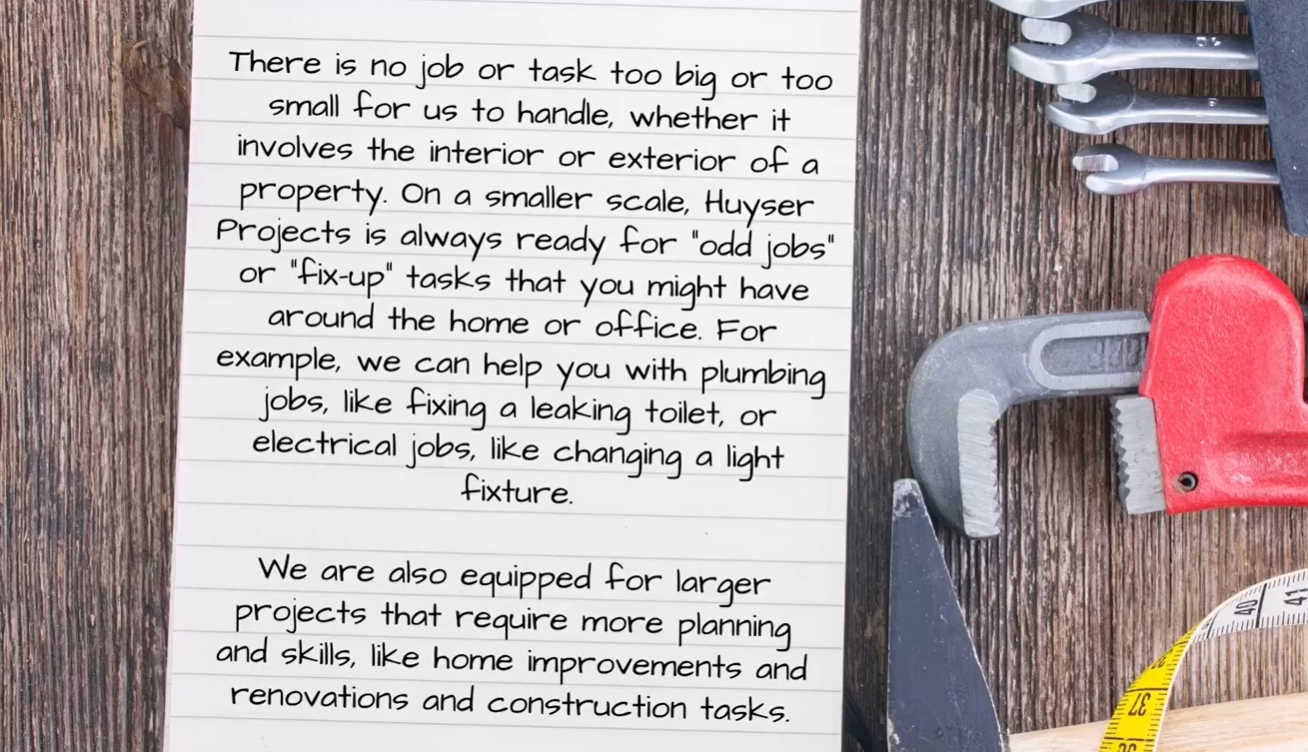 There is no job or task too big or too
small for us to handle, whether it
involves the interior or exterior of a
property. On a smaller scale, Huyser
Projects is always ready for "odd jobs"
or "fix-up" tasks that you might have
around the home or office. For
example, we can help you with plumbing
jobs, like fixing a leaking toilet, or
electrical jobs, like changing a light
fixture.
We are also equipped for larger
projects that require more planning
and skills, like home improvements and
renovations and construction tasks.
40
41
37